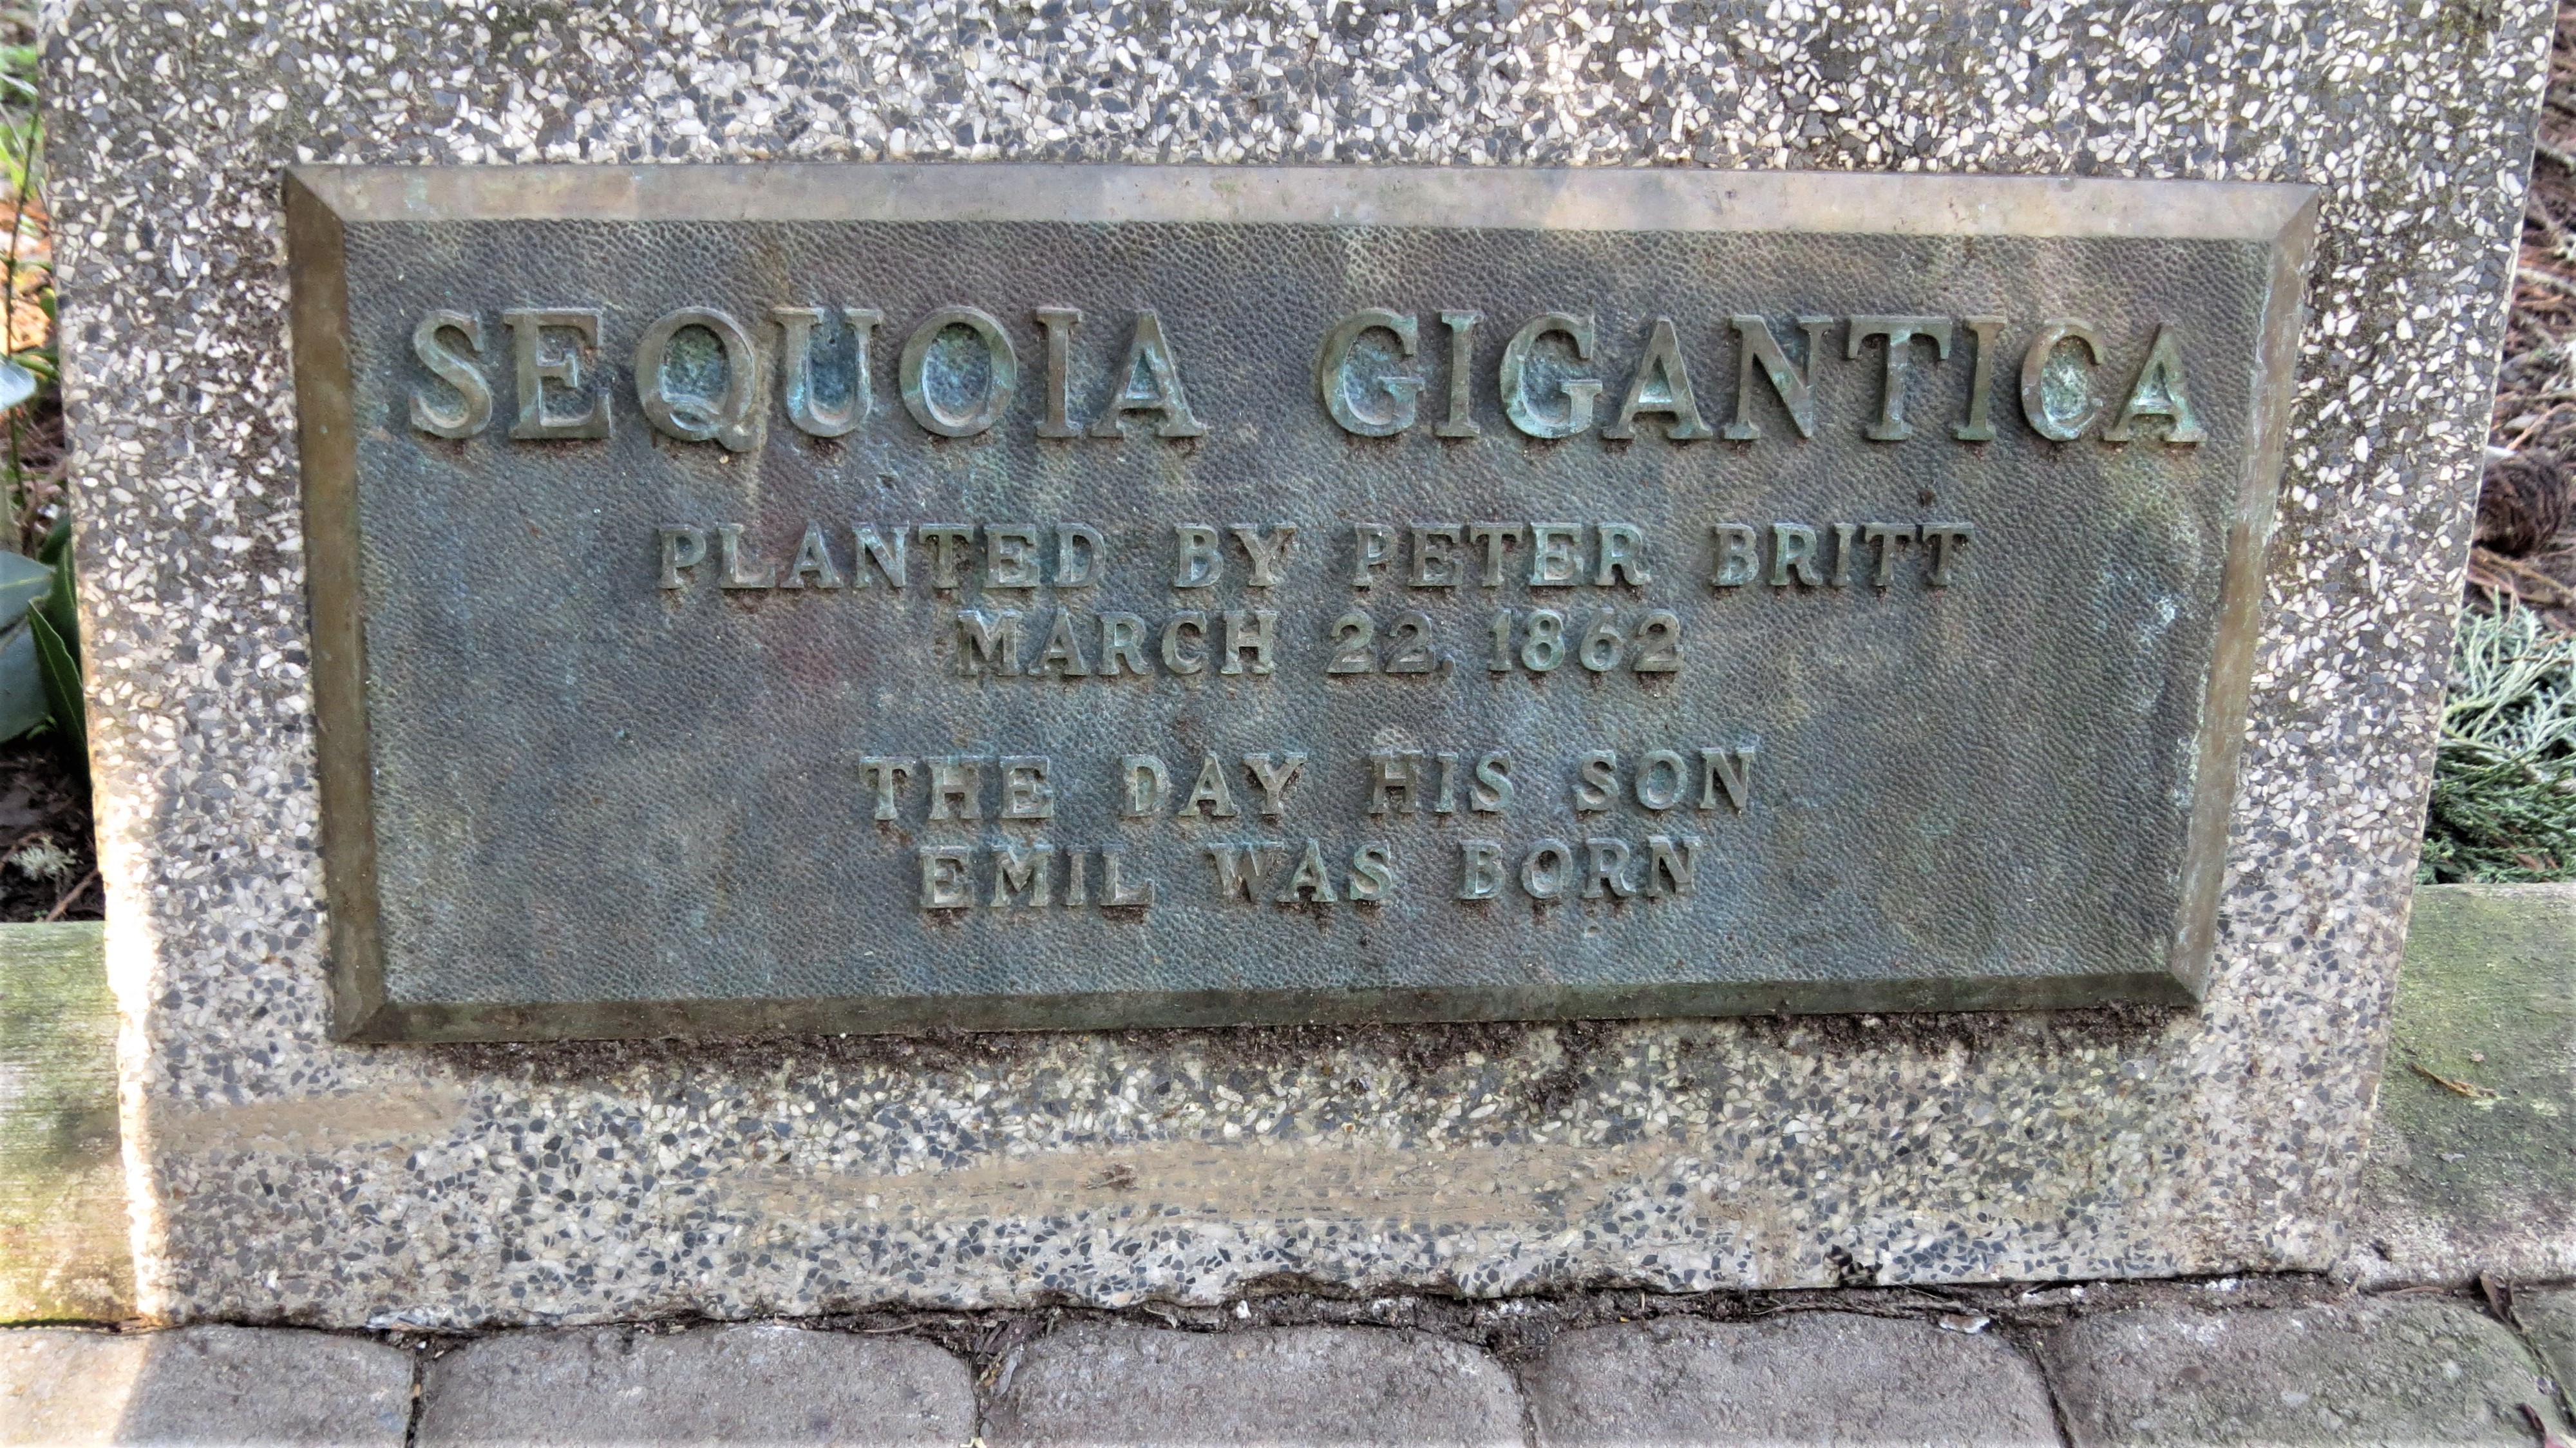 SEQUOIA GIGANTICA
PLANTED BY PETER BRITT
MARCH 22, 1862
THE DAY HIS SON
EMIL WAS BORN